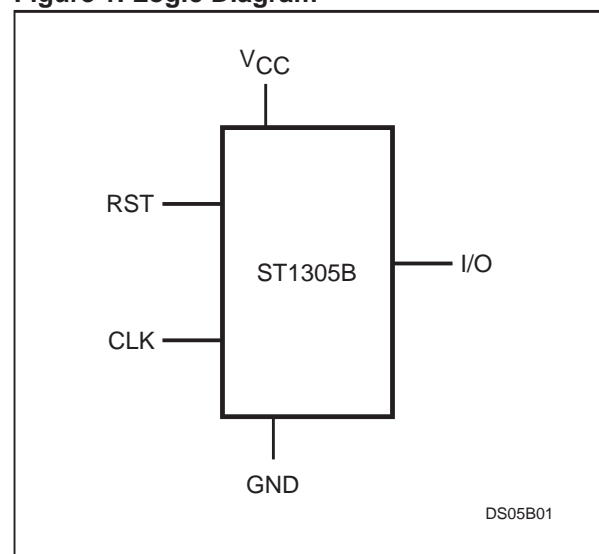 Figure 1. Logic Diagram
VCC
RST
ST1305B
I/O
CLK
GND
DS05B01